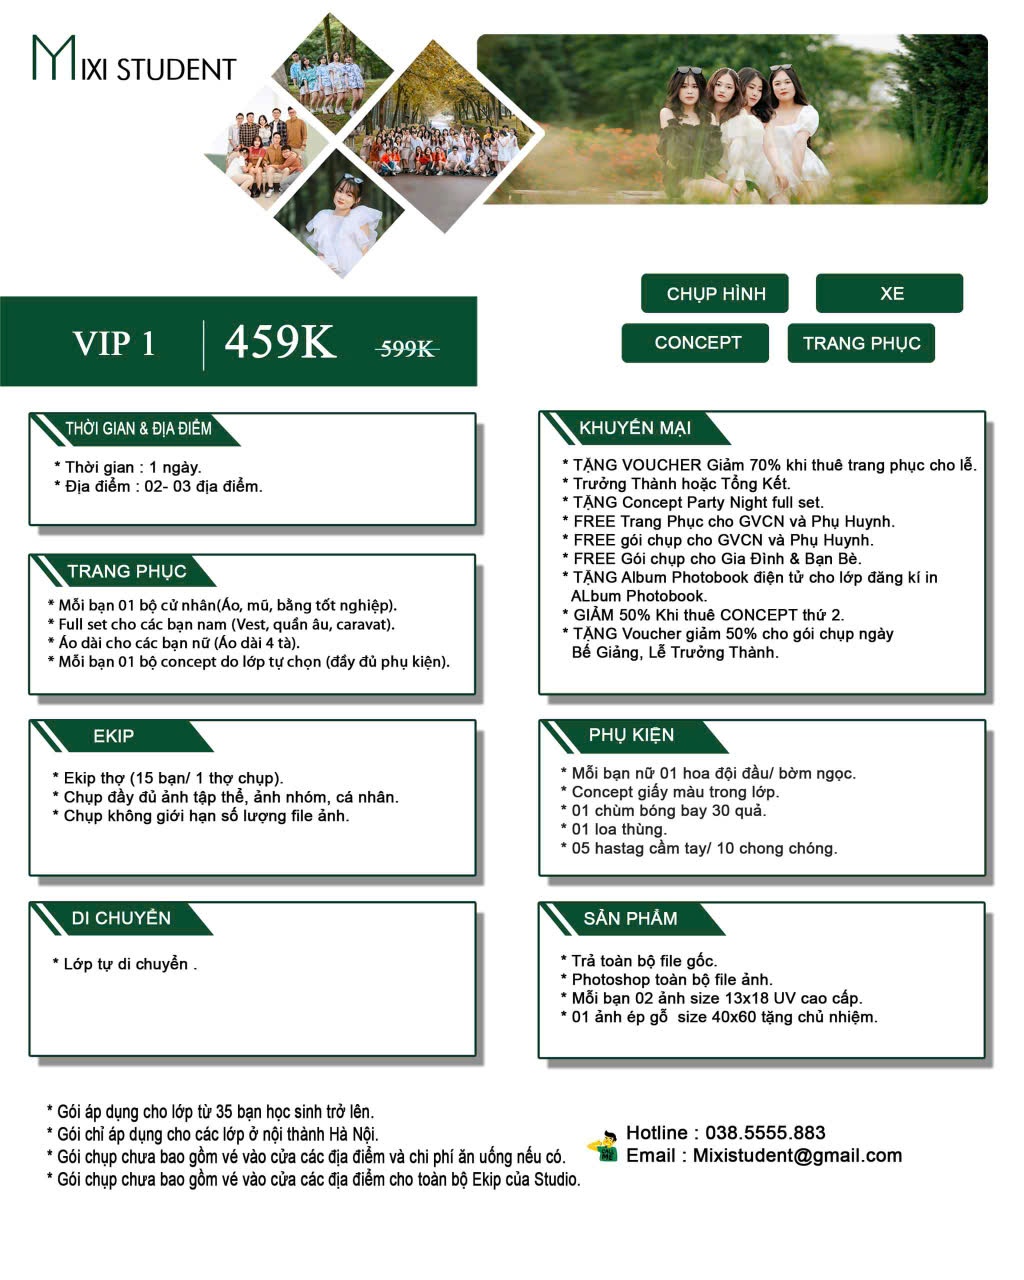 MIXI STUDENT
CHỤP HÌNH
XE
CONCEPT
TRANG PHỤC
VIP 1
459K
599K
THỜI GIAN & ĐỊA ĐIỂM
* Thời gian : 1 ngày.
* Địa điểm : 02- 03 địa điểm.
TRANG PHỤC
* Mỗi bạn 01 bộ cử nhân(Áo, mũ, bằng tốt nghiệp).
* Full set cho các bạn nam (Vest, quần âu, caravat).
* Áo dài cho các bạn nữ (Áo dài 4 tà).
* Mỗi bạn 01 bộ concept do lớp tự chọn (đầy đủ phụ kiện).
EKIP
* Ekip thợ (15 bạn/ 1 thợ chụp).
* Chụp đầy đủ ảnh tập thể, ảnh nhóm, cá nhân.
* Chụp không giới hạn số lượng file ảnh.
DI CHUYỂN
* Lớp tự di chuyển .
KHUYẾN MẠI
* TẶNG VOUCHER Giảm 70% khi thuê trang phục cho lễ.
* Trưởng Thành hoặc Tổng Kết.
* TẶNG Concept Party Night full set.
* FREE Trang Phục cho GVCN và Phụ Huynh.
* FREE gói chụp cho GVCN và Phụ Huynh.
* FREE Gói chụp cho Gia Đình & Bạn Bè.
* TẶNG Album Photobook điện tử cho lớp đăng kí in
ALbum Photobook.
* GIẢM 50% Khi thuê CONCEPT thứ 2.
* TẶNG Voucher giảm 50% cho gói chụp ngày
Bế Giảng, Lễ Trưởng Thành.
PHỤ KIỆN
* Mỗi bạn nữ 01 hoa đội đầu/ bờm ngọc.
* Concept giấy màu trong lớp.
* 01 chùm bóng bay 30 quả.
* 01 loa thùng.
* 05 hastag cầm tay/ 10 chong chóng.
SẢN PHẨM
* Trả toàn bộ file gốc.
* Photoshop toàn bộ file ảnh.
* Mỗi bạn 02 ảnh size 13x18 UV cao cấp.
* 01 ảnh ép gỗ size 40x60 tặng chủ nhiệm.
* Gói áp dụng cho lớp từ 35 bạn học sinh trở lên.
* Gói chỉ áp dụng cho các lớp ở nội thành Hà Nội.
* Gói chụp chưa bao gồm vé vào cửa các địa điểm và chi phí ăn uống nếu có.
* Gói chụp chưa bao gồm vé vào cửa các địa điểm cho toàn bộ Ekip của Studio.
Hotline : 038.5555.883
Email : Mixistudent@gmail.com